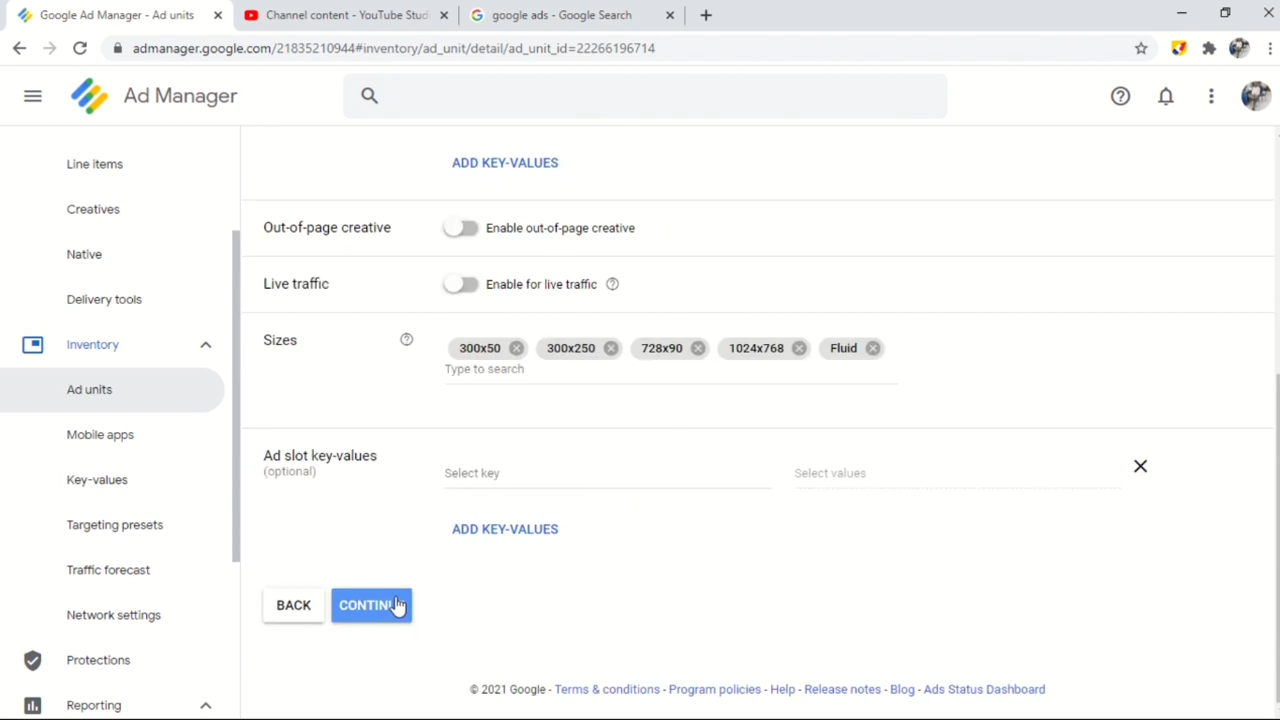 Google Ad Manager - Ad units
Channel content - YouTube Stud
google ads - Google Search
admanager.google.com/21835210944#inventory/ad_unit/detail/ad_unit_id=22266196714
Ad Manager
Line items
Creatives
Native
Delivery tools
Inventory
Ad units
Mobile apps
Key-values
Targeting presets
Traffic forecast
Network settings
Protections
Reporting
ADD KEY-VALUES
Out-of-page creative
Enable out-of-page creative
Live traffic
Enable for live traffic
Sizes
300x50 300x250 728x90 1024x768 Fluid
Type to search
Ad slot key-values
(optional)
Select key
Select values
ADD KEY-VALUES
BACK
CONTINU
© 2021 Google - Terms & conditions - Program policies - Help - Release notes - Blog - Ads Status Dashboard